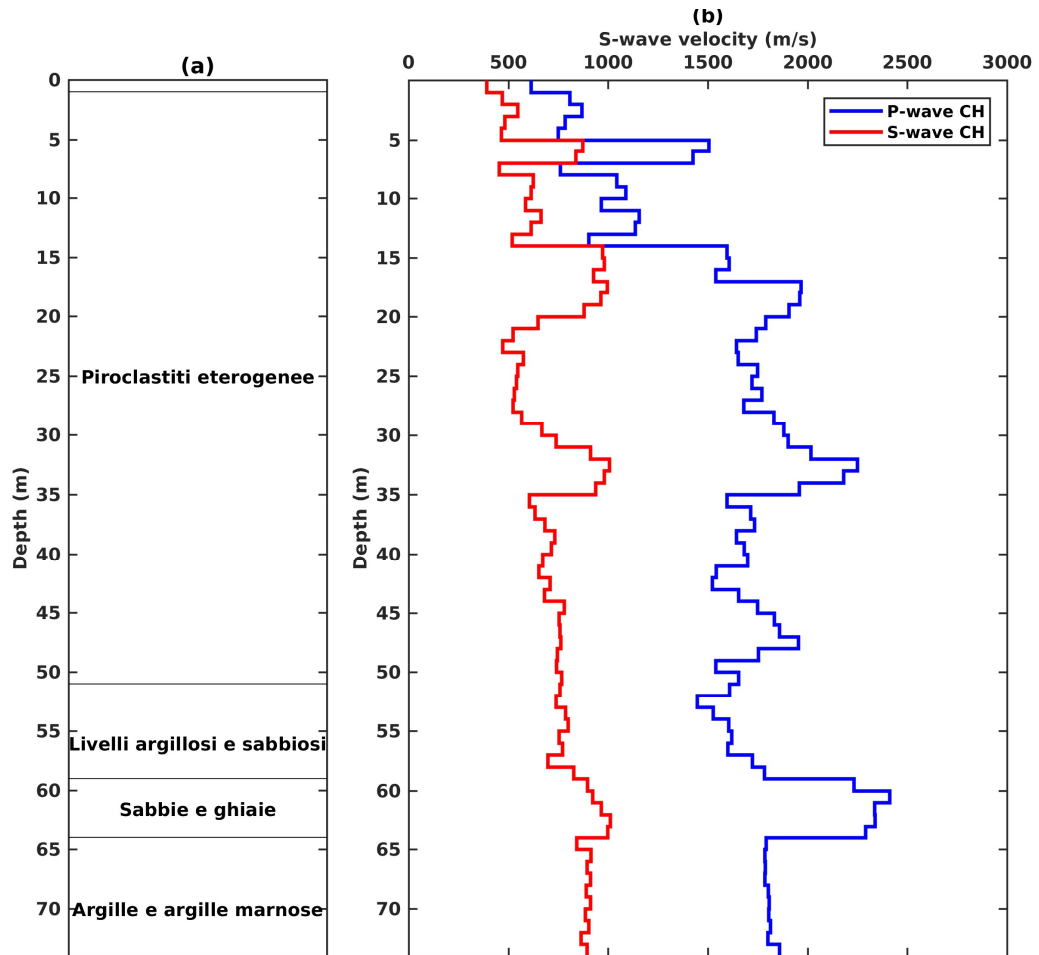 (a)
0
5
10
15
20
25
30
35
40
45
50
55
60
65
70
Depth (m)
Piroclastiti eterogenee
Livelli argillosi e sabbiosi
Sabbie e ghiaie
Argille e argille marnose
(b)
S-wave velocity (m/s)
0 500 1000 1500 2000 2500 3000
0
5
10
15
20
25
30
35
40
45
50
55
60
65
70
Depth (m)
P-wave CH
S-wave CH